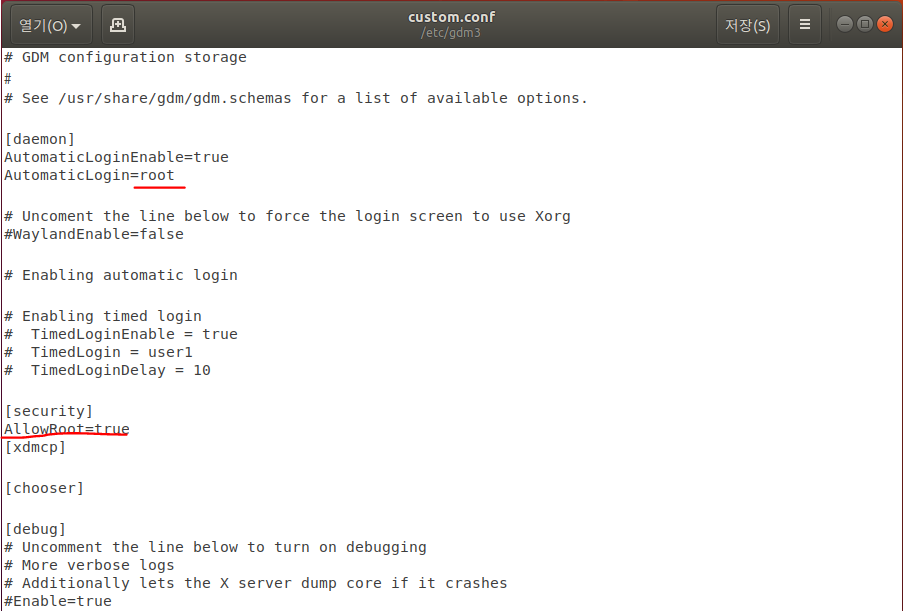 열기(O)
custom.conf
/etc/gdm3
저장(S)
# GDM configuration storage
#
# See /usr/share/gdm/gdm.schemas for a list of available options.
[daemon]
AutomaticLoginEnable=true
AutomaticLogin=root
# Uncoment the line below to force the login screen to use Xorg
#WaylandEnable=false
# Enabling automatic login
# Enabling timed login
#  TimedLoginEnable = true
#  TimedLogin = user1
#  TimedLoginDelay = 10
[security]
AllowRoot=true
[xdmcp]
[chooser]
[debug]
# Uncomment the line below to turn on debugging
# More verbose logs
# Additionally lets the X server dump core if it crashes
#Enable=true